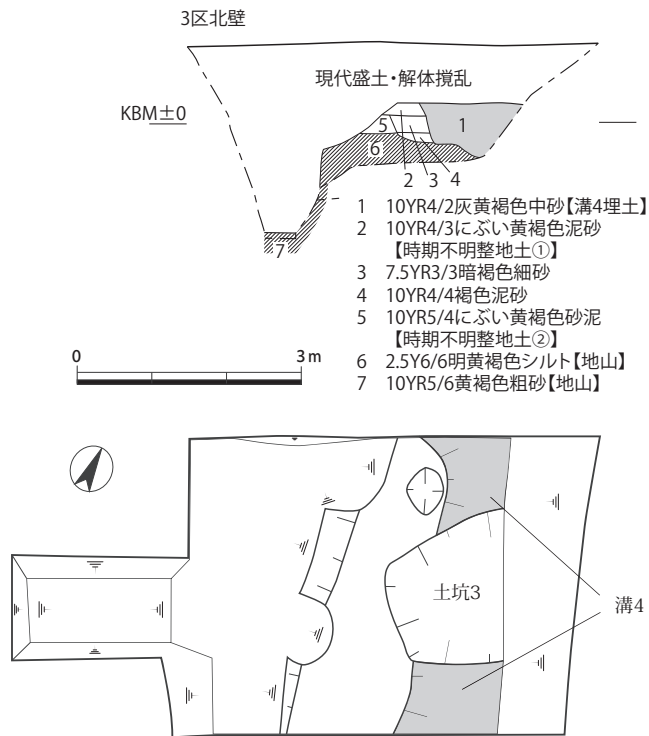 3区北壁
現代盛土・解体撹乱
KBM±0
1
5
6
2 3 4
7
1 10YR4/2灰黄褐色中砂【溝4埋土】
2 10YR4/3にぶい黄褐色泥砂
【時期不明整地土①】
3 7.5YR3/3暗褐色細砂
4 10YR4/4褐色泥砂
5 10YR5/4にぶい黄褐色砂泥
【時期不明整地土②】
6 2.5Y6/6明黄褐色シルト【地山】
7 10YR5/6黄褐色粗砂【地山】
0 3m
土坑3
溝4